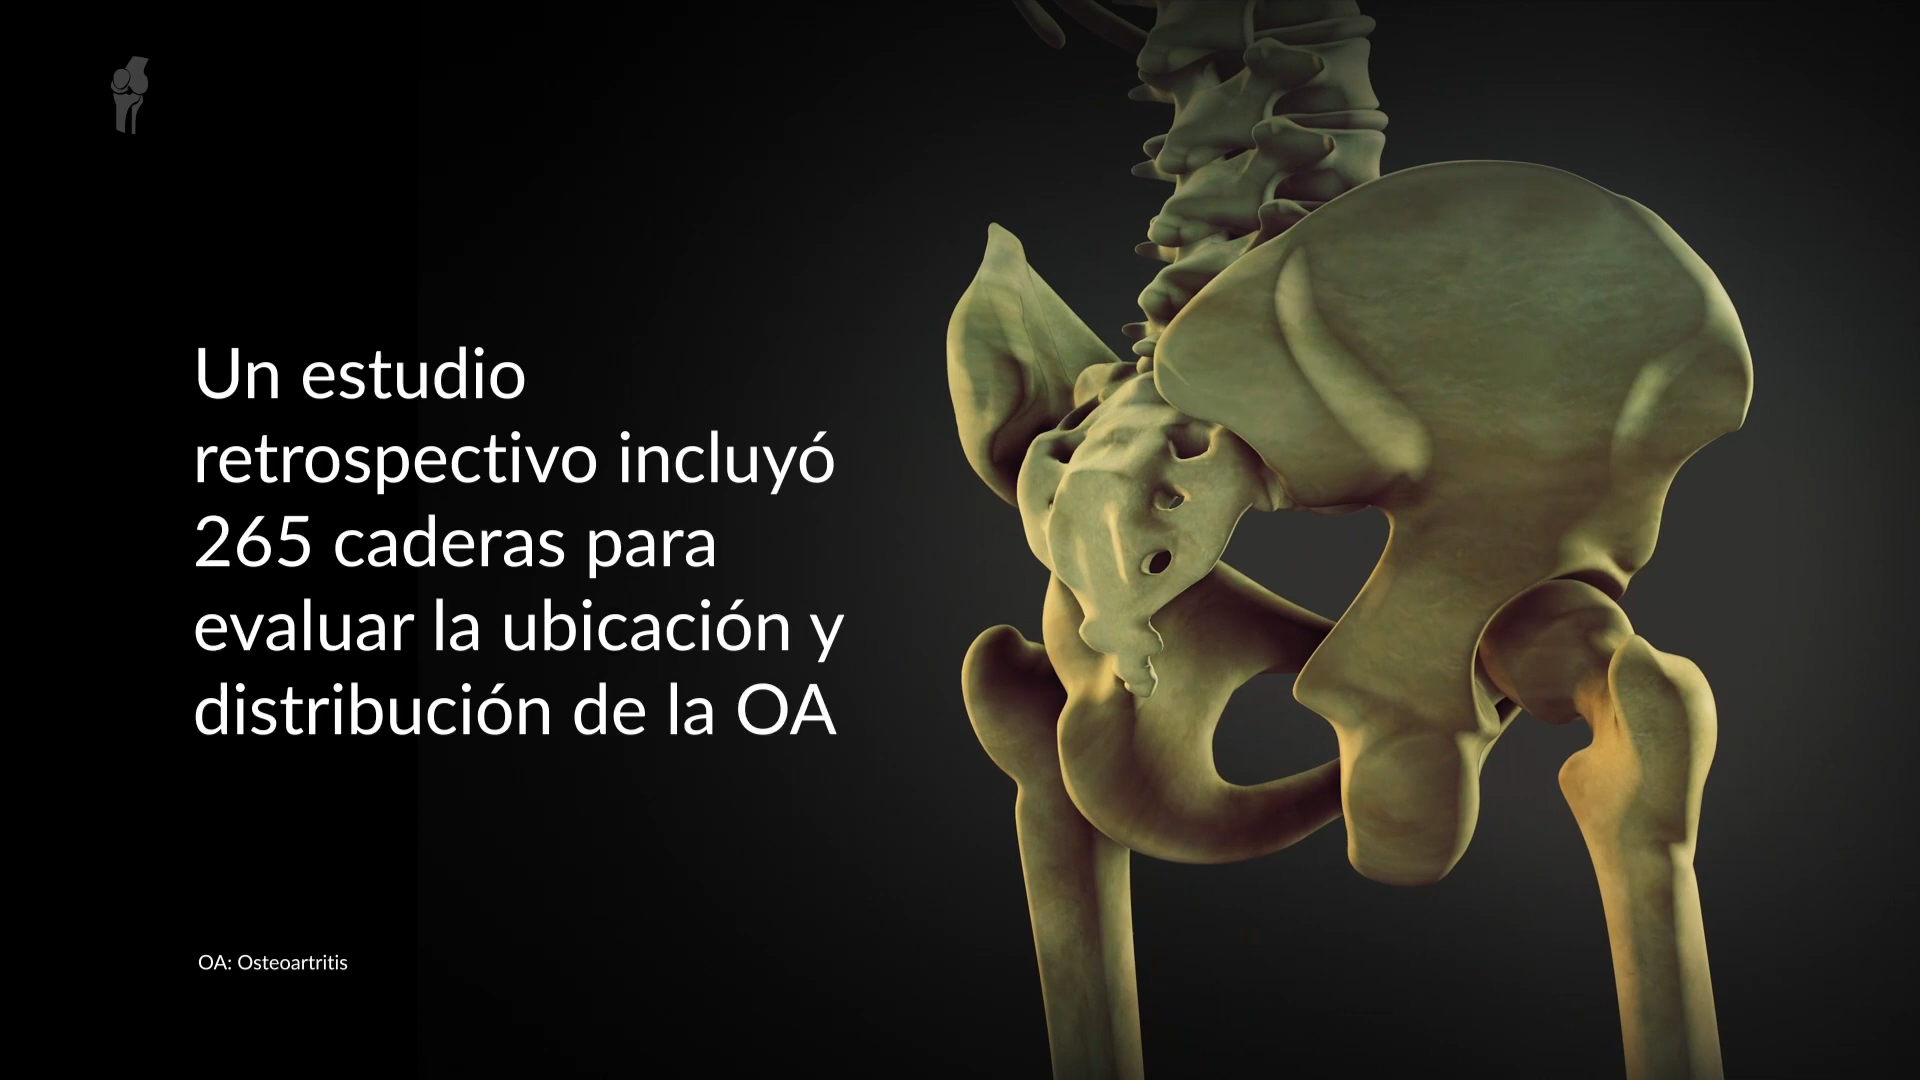 Un estudio
retrospectivo incluyó
265 caderas para
evaluar la ubicación y
distribución de la OA
OA: Osteoartritis